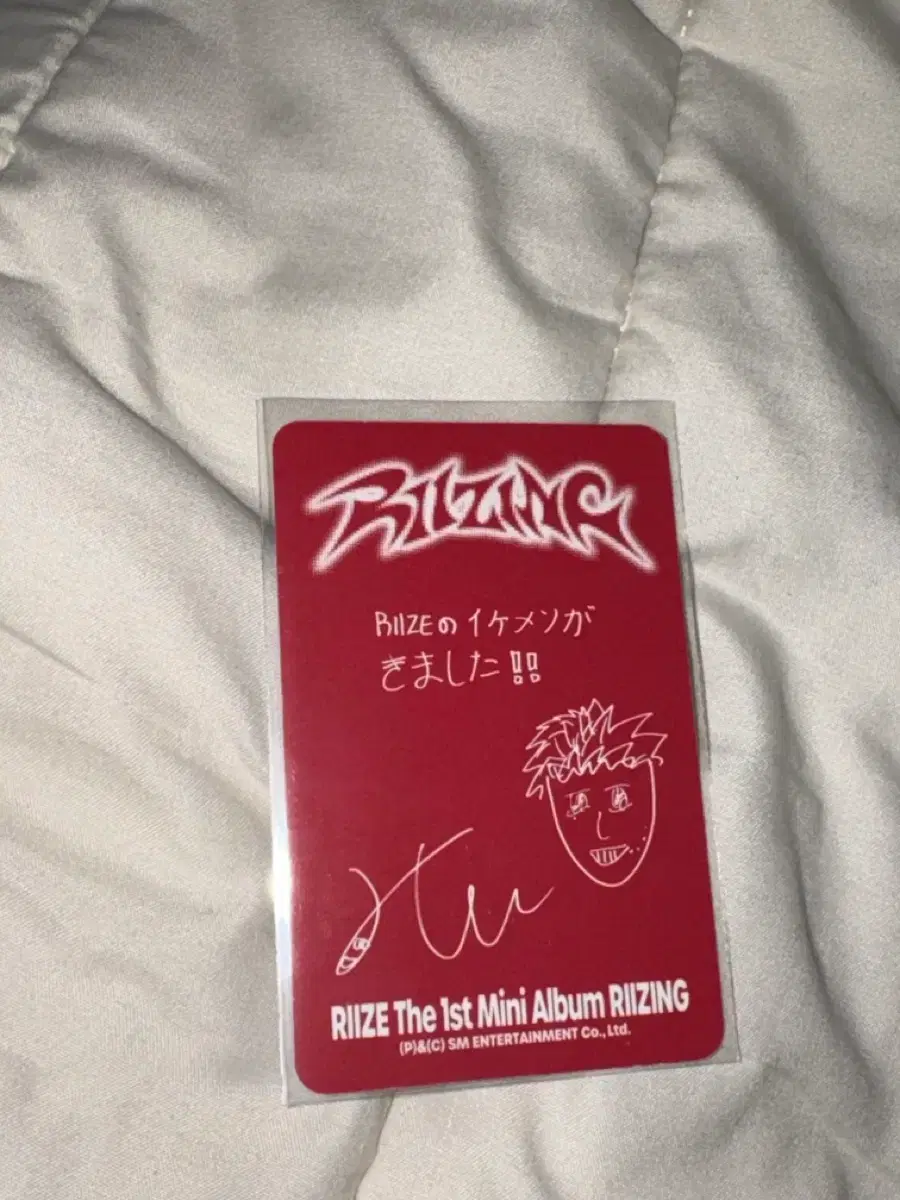 RIIZING
RIIZEのイケメンが
きました!!
RIIZE The 1st Mini Album RIIZING
(P)&(C) SM ENTERTAINMENT Co., Ltd.